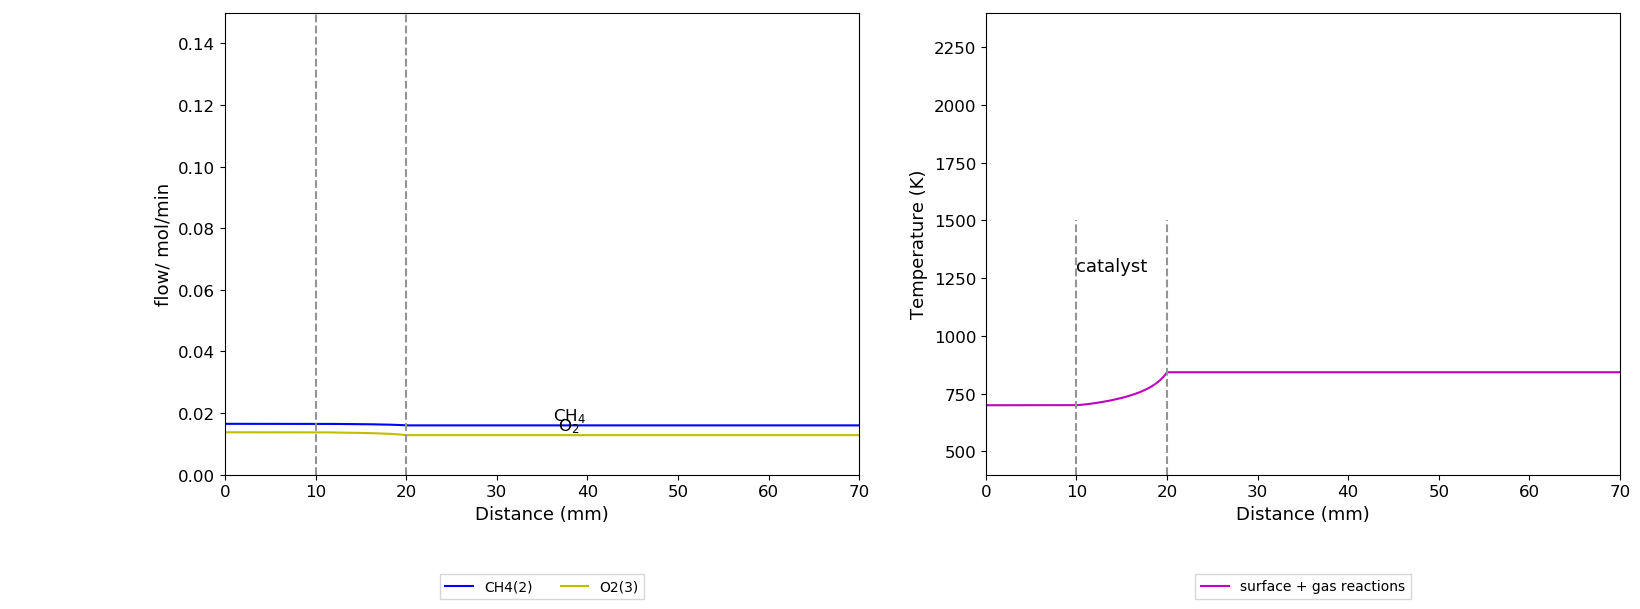 0.14
0.12
0.10
0.08
0.06
0.04
0.02
0.00
flow/ mol/min
CH4
O2
0 10 20 30 40 50 60 70
Distance (mm)
CH4(2) O2(3)
2250
2000
1750
1500
1250
1000
750
500
Temperature (K)
catalyst
0 10 20 30 40 50 60 70
Distance (mm)
surface + gas reactions